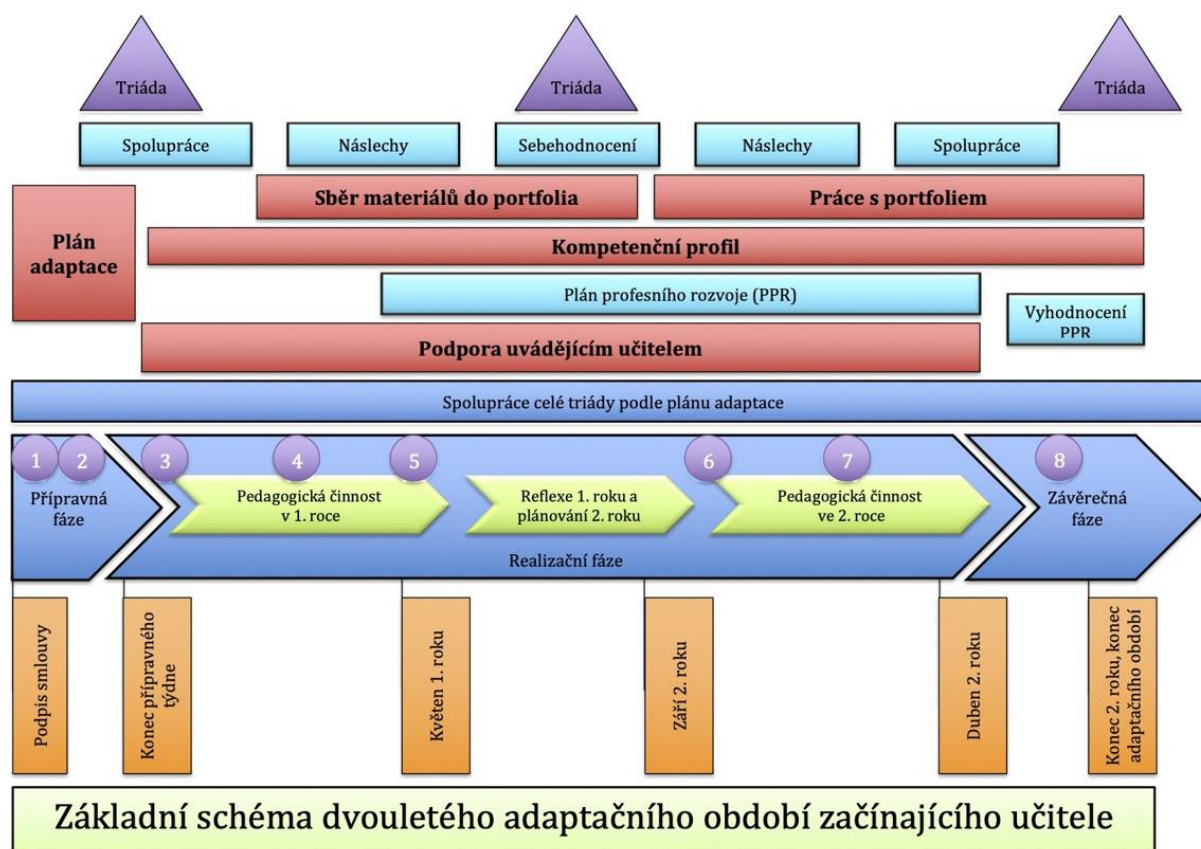 Triáda
Triáda
Triáda
Spolupráce
Náslechy
Sebehodnocení
Náslechy
Spolupráce
Plán
adaptace
Sběr materiálů do portfolia
Práce s portfoliem
Kompetenční profil
Plán profesního rozvoje (PPR)
Vyhodnocení
PPR
Podpora uvádějícím učitelem
Spolupráce celé triády podle plánu adaptace
1
2
3
4
5
6
7
8
Přípravná
fáze
Pedagogická činnost
v 1. roce
Reflexe 1. roku a
plánování 2. roku
Pedagogická činnost
ve 2. roce
Závěrečná
fáze
Realizační fáze
Podpis smlouvy
Konec přípravného
týdne
Květen 1. roku
Září 2. roku
Duben 2. roku
Konec 2. roku, konec
adaptačního období
Základní schéma dvouletého adaptačního období začínajícího učitele